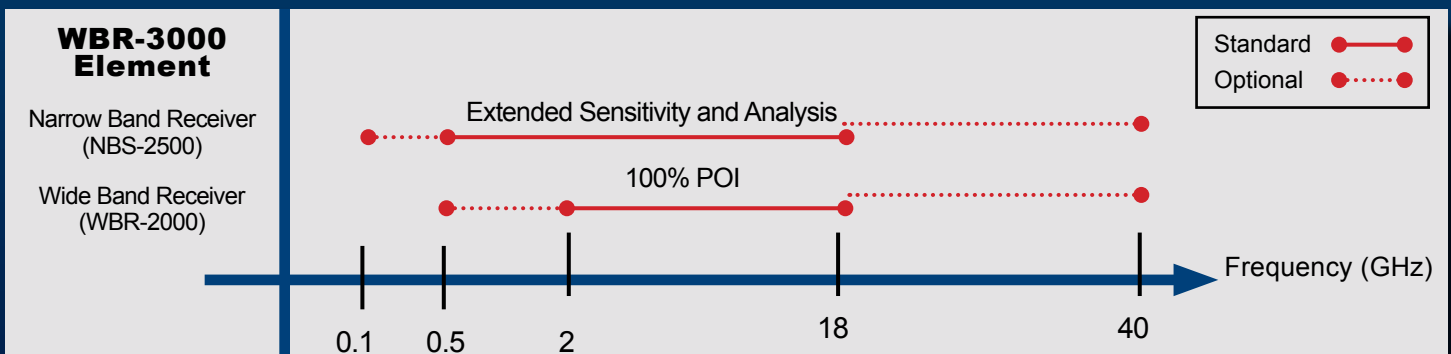 WBR-3000
Element
Standard
Optional
Narrow Band Receiver
(NBS-2500)
Extended Sensitivity and Analysis
Wide Band Receiver
(WBR-2000)
100% POI
Frequency (GHz)
0.1 0.5 2 18 40